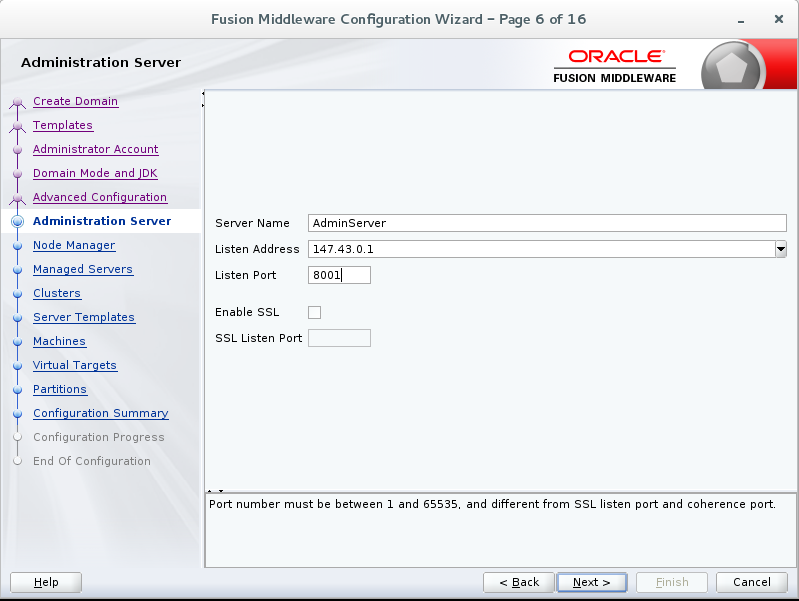 Fusion Middleware Configuration Wizard – Page 6 of 16
Administration Server
ORACLE
FUSION MIDDLEWARE
Create Domain
Templates
Administrator Account
Domain Mode and JDK
Advanced Configuration
Administration Server
Node Manager
Managed Servers
Clusters
Server Templates
Machines
Virtual Targets
Partitions
Configuration Summary
Configuration Progress
End Of Configuration
Server Name AdminServer
Listen Address 147.43.0.1
Listen Port 8001
Enable SSL
SSL Listen Port
Port number must be between 1 and 65535, and different from SSL listen port and coherence port.
Help < Back Next > Finish Cancel